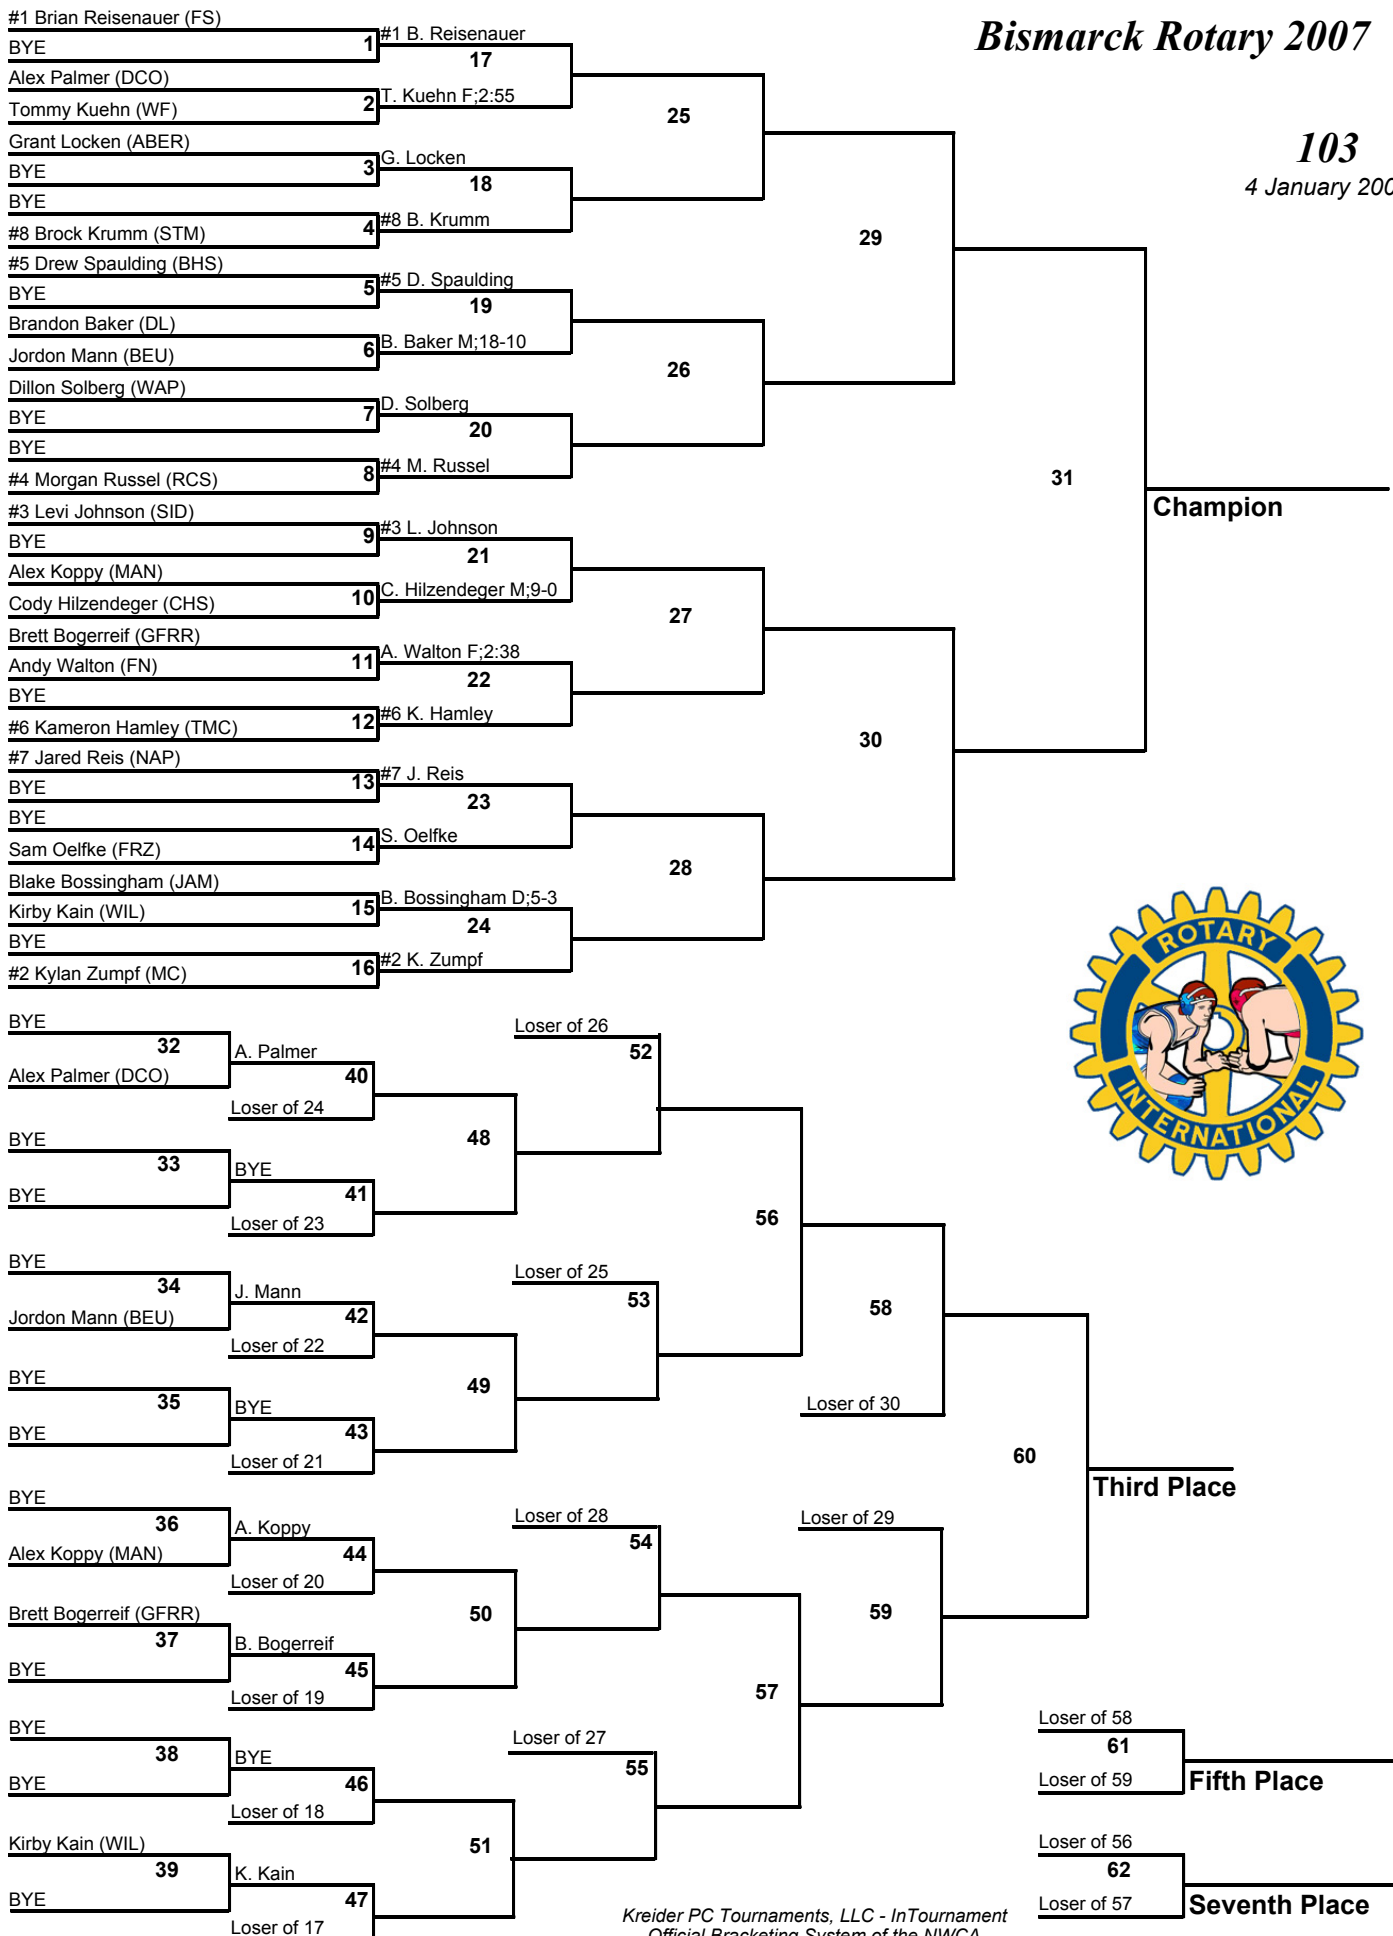 Bismarck Rotary 2007
103
4 January 200
#1 Brian Reisenauer (FS)
BYE
1
#1 B. Reisenauer
17
Alex Palmer (DCO)
Tommy Kuehn (WF)
2
T. Kuehn F;2:55
25
Grant Locken (ABER)
BYE
3
G. Locken
18
BYE
#8 Brock Krumm (STM)
4
#8 B. Krumm
29
#5 Drew Spaulding (BHS)
BYE
5
#5 D. Spaulding
19
Brandon Baker (DL)
Jordon Mann (BEU)
6
B. Baker M;18-10
26
Dillon Solberg (WAP)
BYE
7
D. Solberg
20
BYE
#4 Morgan Russel (RCS)
8
#4 M. Russel
31
Champion
#3 Levi Johnson (SID)
BYE
9
#3 L. Johnson
21
Alex Koppy (MAN)
Cody Hilzendeger (CHS)
10
C. Hilzendeger M;9-0
27
Brett Bogerreif (GFRR)
Andy Walton (FN)
11
A. Walton F;2:38
22
BYE
#6 Kameron Hamley (TMC)
12
#6 K. Hamley
30
#7 Jared Reis (NAP)
BYE
13
#7 J. Reis
23
BYE
Sam Oelfke (FRZ)
14
S. Oelfke
28
Blake Bossingham (JAM)
Kirby Kain (WIL)
15
B. Bossingham D;5-3
24
BYE
#2 Kylan Zumpf (MC)
16
#2 K. Zumpf
ROTARY
INTERNATIONAL
BYE
32
Alex Palmer (DCO)
A. Palmer
40
Loser of 24
Loser of 26
52
48
BYE
33
BYE
BYE
41
Loser of 23
56
BYE
34
Jordon Mann (BEU)
J. Mann
42
Loser of 22
Loser of 25
53
58
49
BYE
35
BYE
BYE
43
Loser of 21
Loser of 30
60
Third Place
BYE
36
Alex Koppy (MAN)
A. Koppy
44
Loser of 20
Loser of 28
54
Loser of 29
59
50
Brett Bogerreif (GFRR)
37
BYE
B. Bogerreif
45
Loser of 19
57
BYE
38
BYE
BYE
46
Loser of 18
Loser of 27
55
51
Kirby Kain (WIL)
39
BYE
K. Kain
47
Loser of 17
Loser of 58
61
Loser of 59
Fifth Place
Loser of 56
62
Loser of 57
Seventh Place
Kreider PC Tournaments, LLC - InTournament
Official Bracketing System of the NWCA